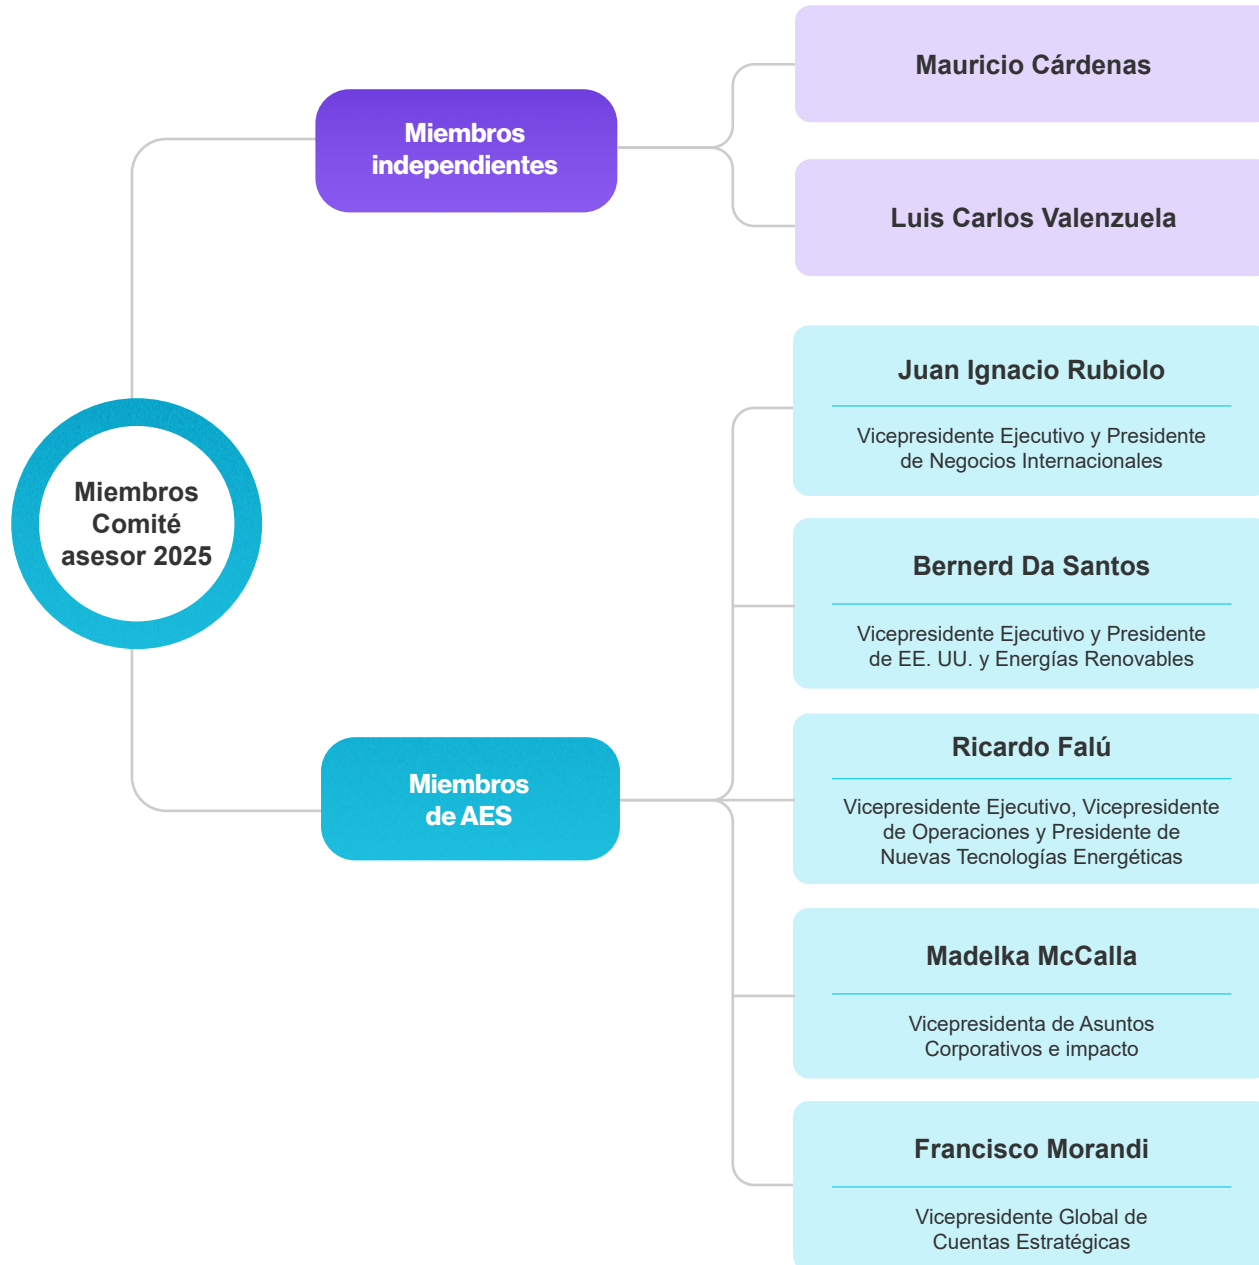 Miembros
Comité
asesor 2025
Miembros
independientes
Mauricio Cárdenas
Luis Carlos Valenzuela
Miembros
de AES
Juan Ignacio Rubiolo
Vicepresidente Ejecutivo y Presidente
de Negocios Internacionales
Bernerd Da Santos
Vicepresidente Ejecutivo y Presidente
de EE. UU. y Energías Renovables
Ricardo Falú
Vicepresidente Ejecutivo, Vicepresidente
de Operaciones y Presidente de
Nuevas Tecnologías Energéticas
Madelka McCalla
Vicepresidenta de Asuntos
Corporativos e impacto
Francisco Morandi
Vicepresidente Global de
Cuentas Estratégicas